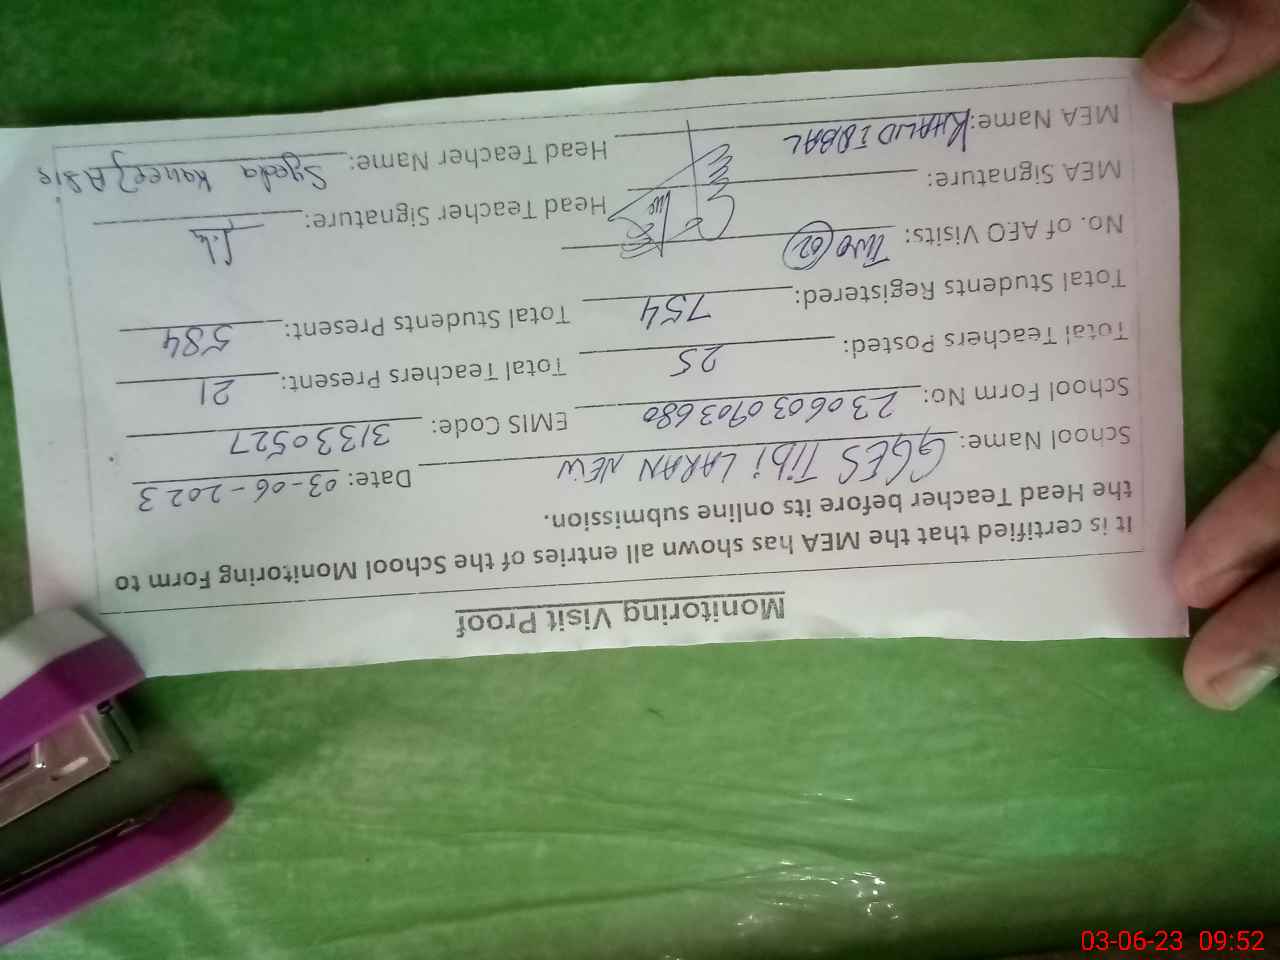 Monitoring Visit Proof
It is certified that the MEA has shown all entries of the School Monitoring Form to
the Head Teacher before its online submission.
School Name: GGES TIBI LARAN NEW Date: 03-06-2023
School Form No: 2306030903680 EMIS Code: 31330527
Total Teachers Posted: 25 Total Teachers Present: 21
Total Students Registered: 754 Total Students Present: 584
No. of AEO Visits: Two (02)
MEA Signature: Head Teacher Signature:
MEA Name: KHALID IQBAL Head Teacher Name: Syeda Kaneez
03-06-23 09:52